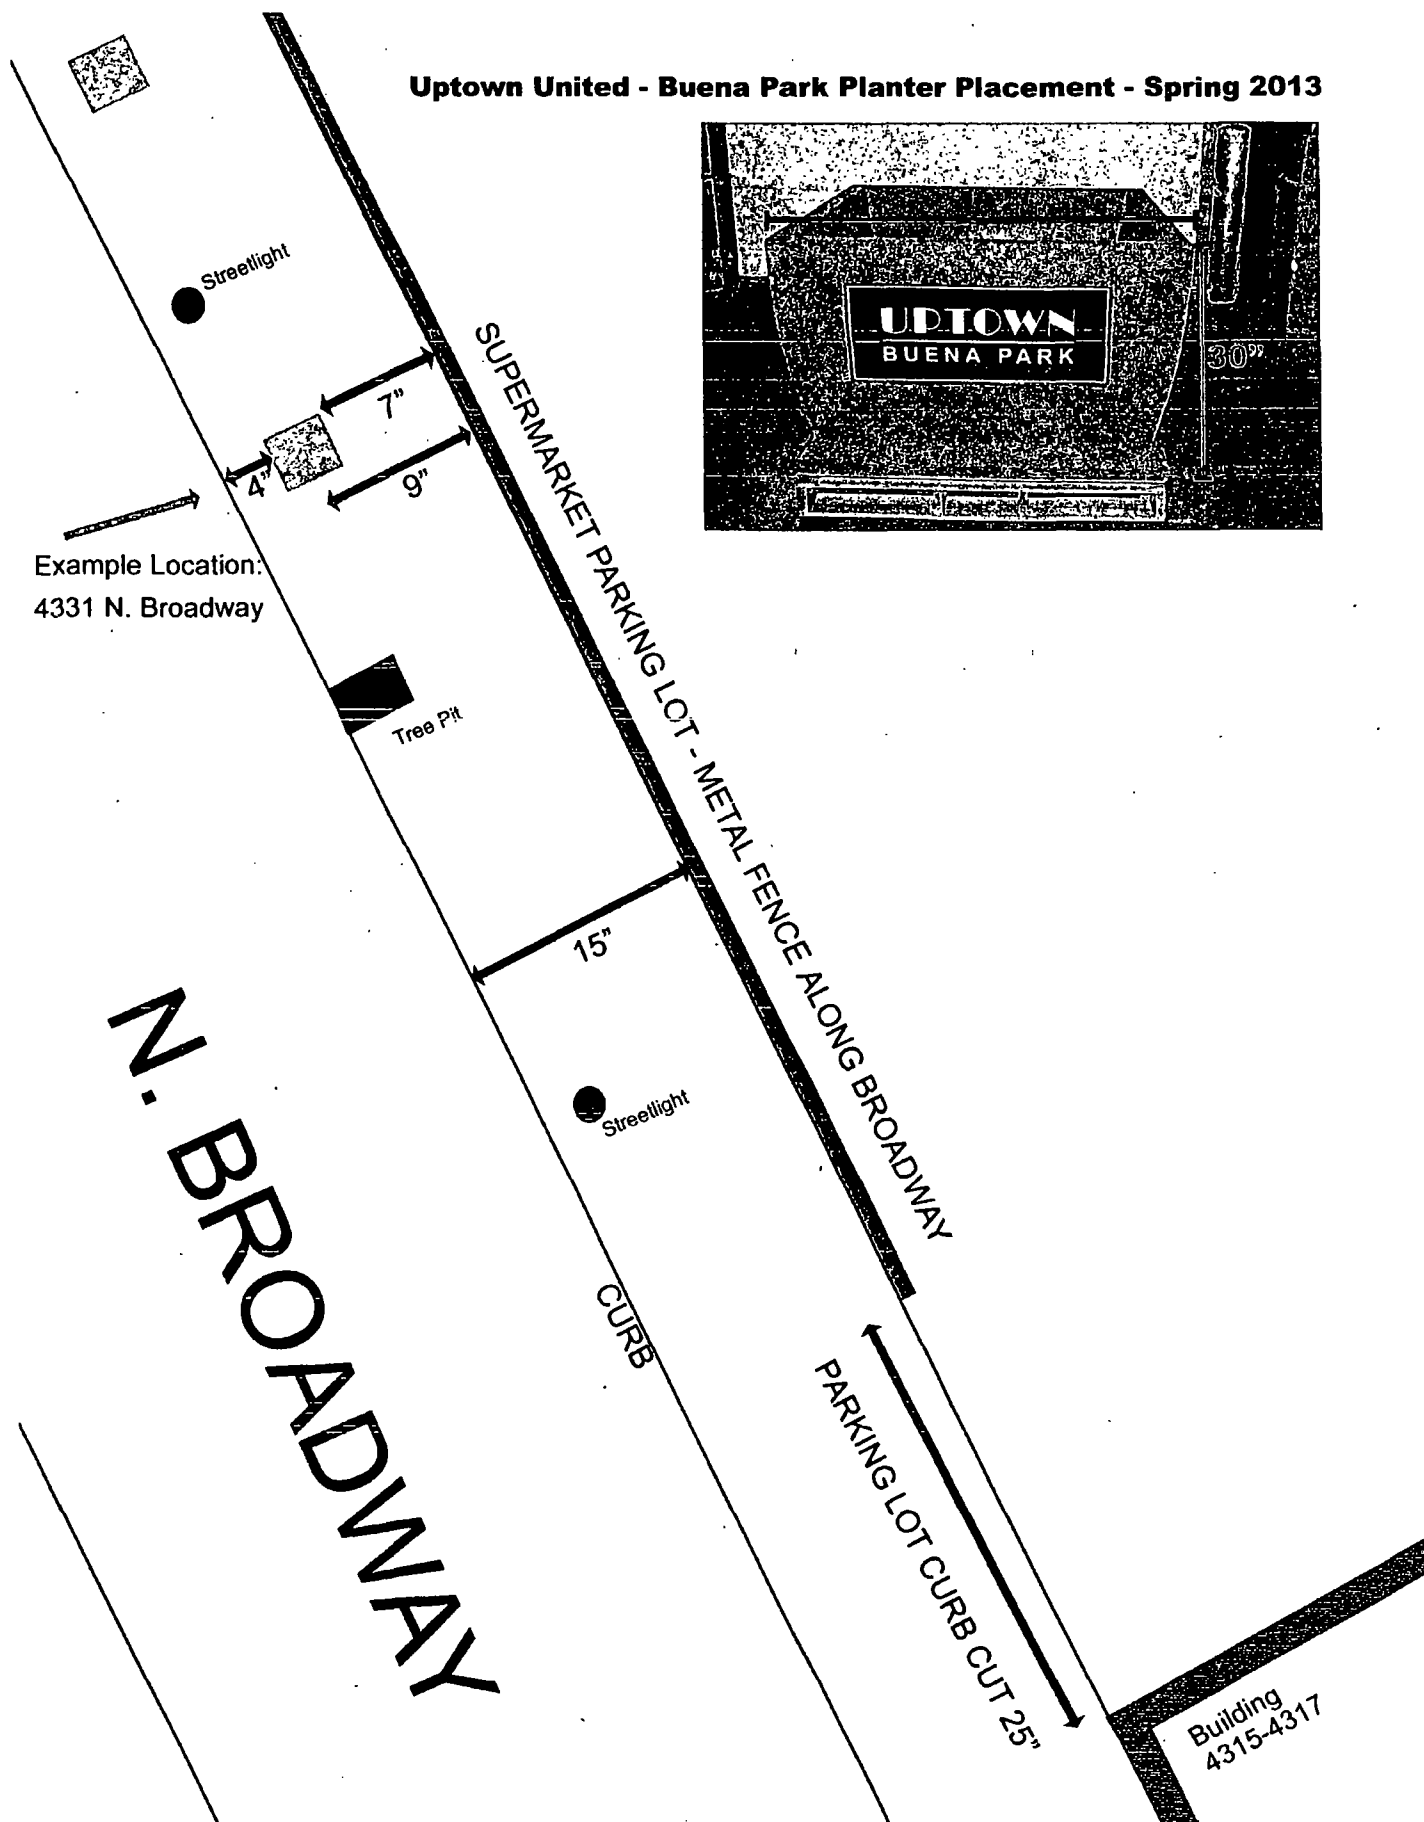 Uptown United - Buena Park Planter Placement - Spring 2013
UPTOWN
BUENA PARK
30"
Streetlight
7"
9"
4"
SUPERMARKET PARKING LOT - METAL FENCE ALONG BROADWAY
Example Location:
4331 N. Broadway
Tree Pit
15"
N. BROADWAY
Streetlight
CURB
PARKING LOT CURB CUT 25"
Building
4315-4317